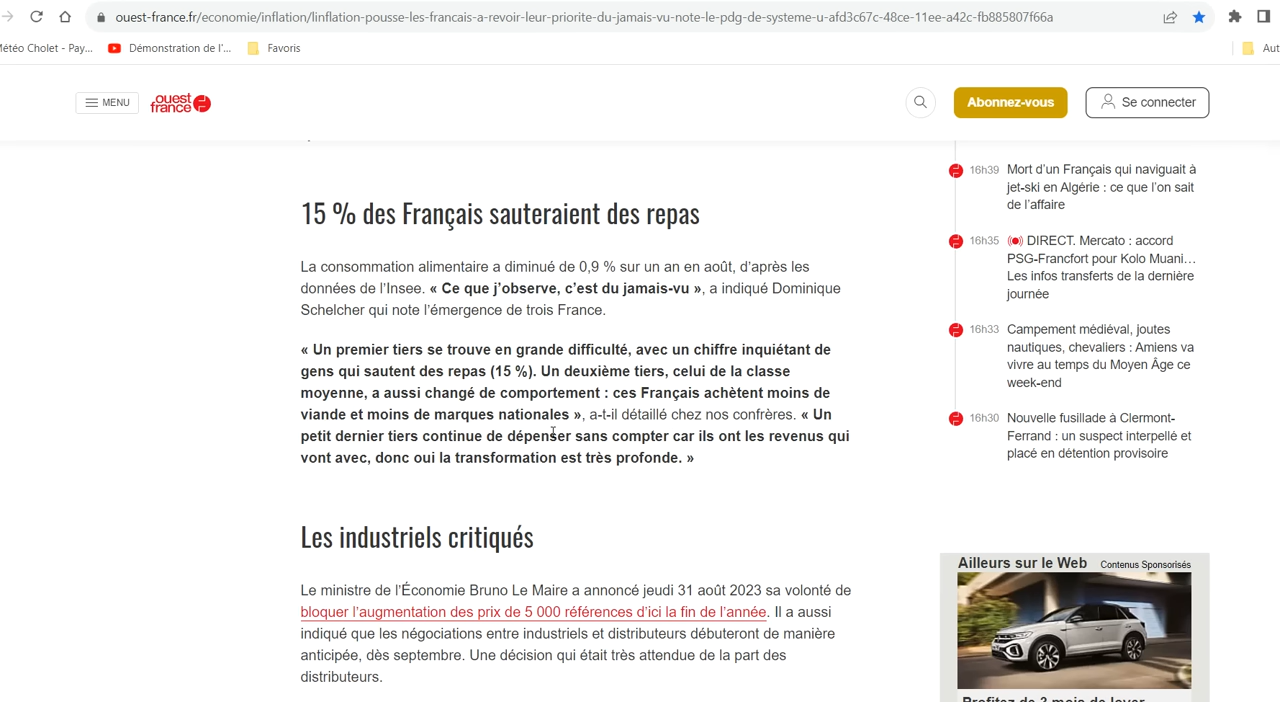 ouest-france.fr/economie/inflation/linflation-pousse-les-francais-a-revoir-leur-priorite-du-jamais-vu-note-le-pdg-de-systeme-u-afd3c67c-48ce-11ee-a42c-fb885807f66a
Météo Cholet - Pay...
Démonstration de l'...
Favoris
Aut
MENU
ouest
france
Abonnez-vous
Se connecter
15 % des Français sauteraient des repas
La consommation alimentaire a diminué de 0,9 % sur un an en août, d’après les
données de l’Insee. « Ce que j’observe, c’est du jamais-vu », a indiqué Dominique
Schelcher qui note l’émergence de trois France.
« Un premier tiers se trouve en grande difficulté, avec un chiffre inquiétant de
gens qui sautent des repas (15 %). Un deuxième tiers, celui de la classe
moyenne, a aussi changé de comportement : ces Français achètent moins de
viande et moins de marques nationales », a-t-il détaillé chez nos confrères. « Un
petit dernier tiers continue de dépenser sans compter car ils ont les revenus qui
vont avec, donc oui la transformation est très profonde. »
Les industriels critiqués
Le ministre de l’Économie Bruno Le Maire a annoncé jeudi 31 août 2023 sa volonté de
bloquer l’augmentation des prix de 5 000 références d’ici la fin de l’année. Il a aussi
indiqué que les négociations entre industriels et distributeurs débuteront de manière
anticipée, dès septembre. Une décision qui était très attendue de la part des
distributeurs.
16h39
Mort d’un Français qui naviguait à
jet-ski en Algérie : ce que l’on sait
de l’affaire
16h35
DIRECT. Mercato : accord
PSG-Francfort pour Kolo Muani…
Les infos transferts de la dernière
journée
16h33
Campement médiéval, joutes
nautiques, chevaliers : Amiens va
vivre au temps du Moyen Âge ce
week-end
16h30
Nouvelle fusillade à Clermont-
Ferrand : un suspect interpellé et
placé en détention provisoire
Ailleurs sur le Web
Contenus Sponsorisés
Profitez de 3 mois de loyer